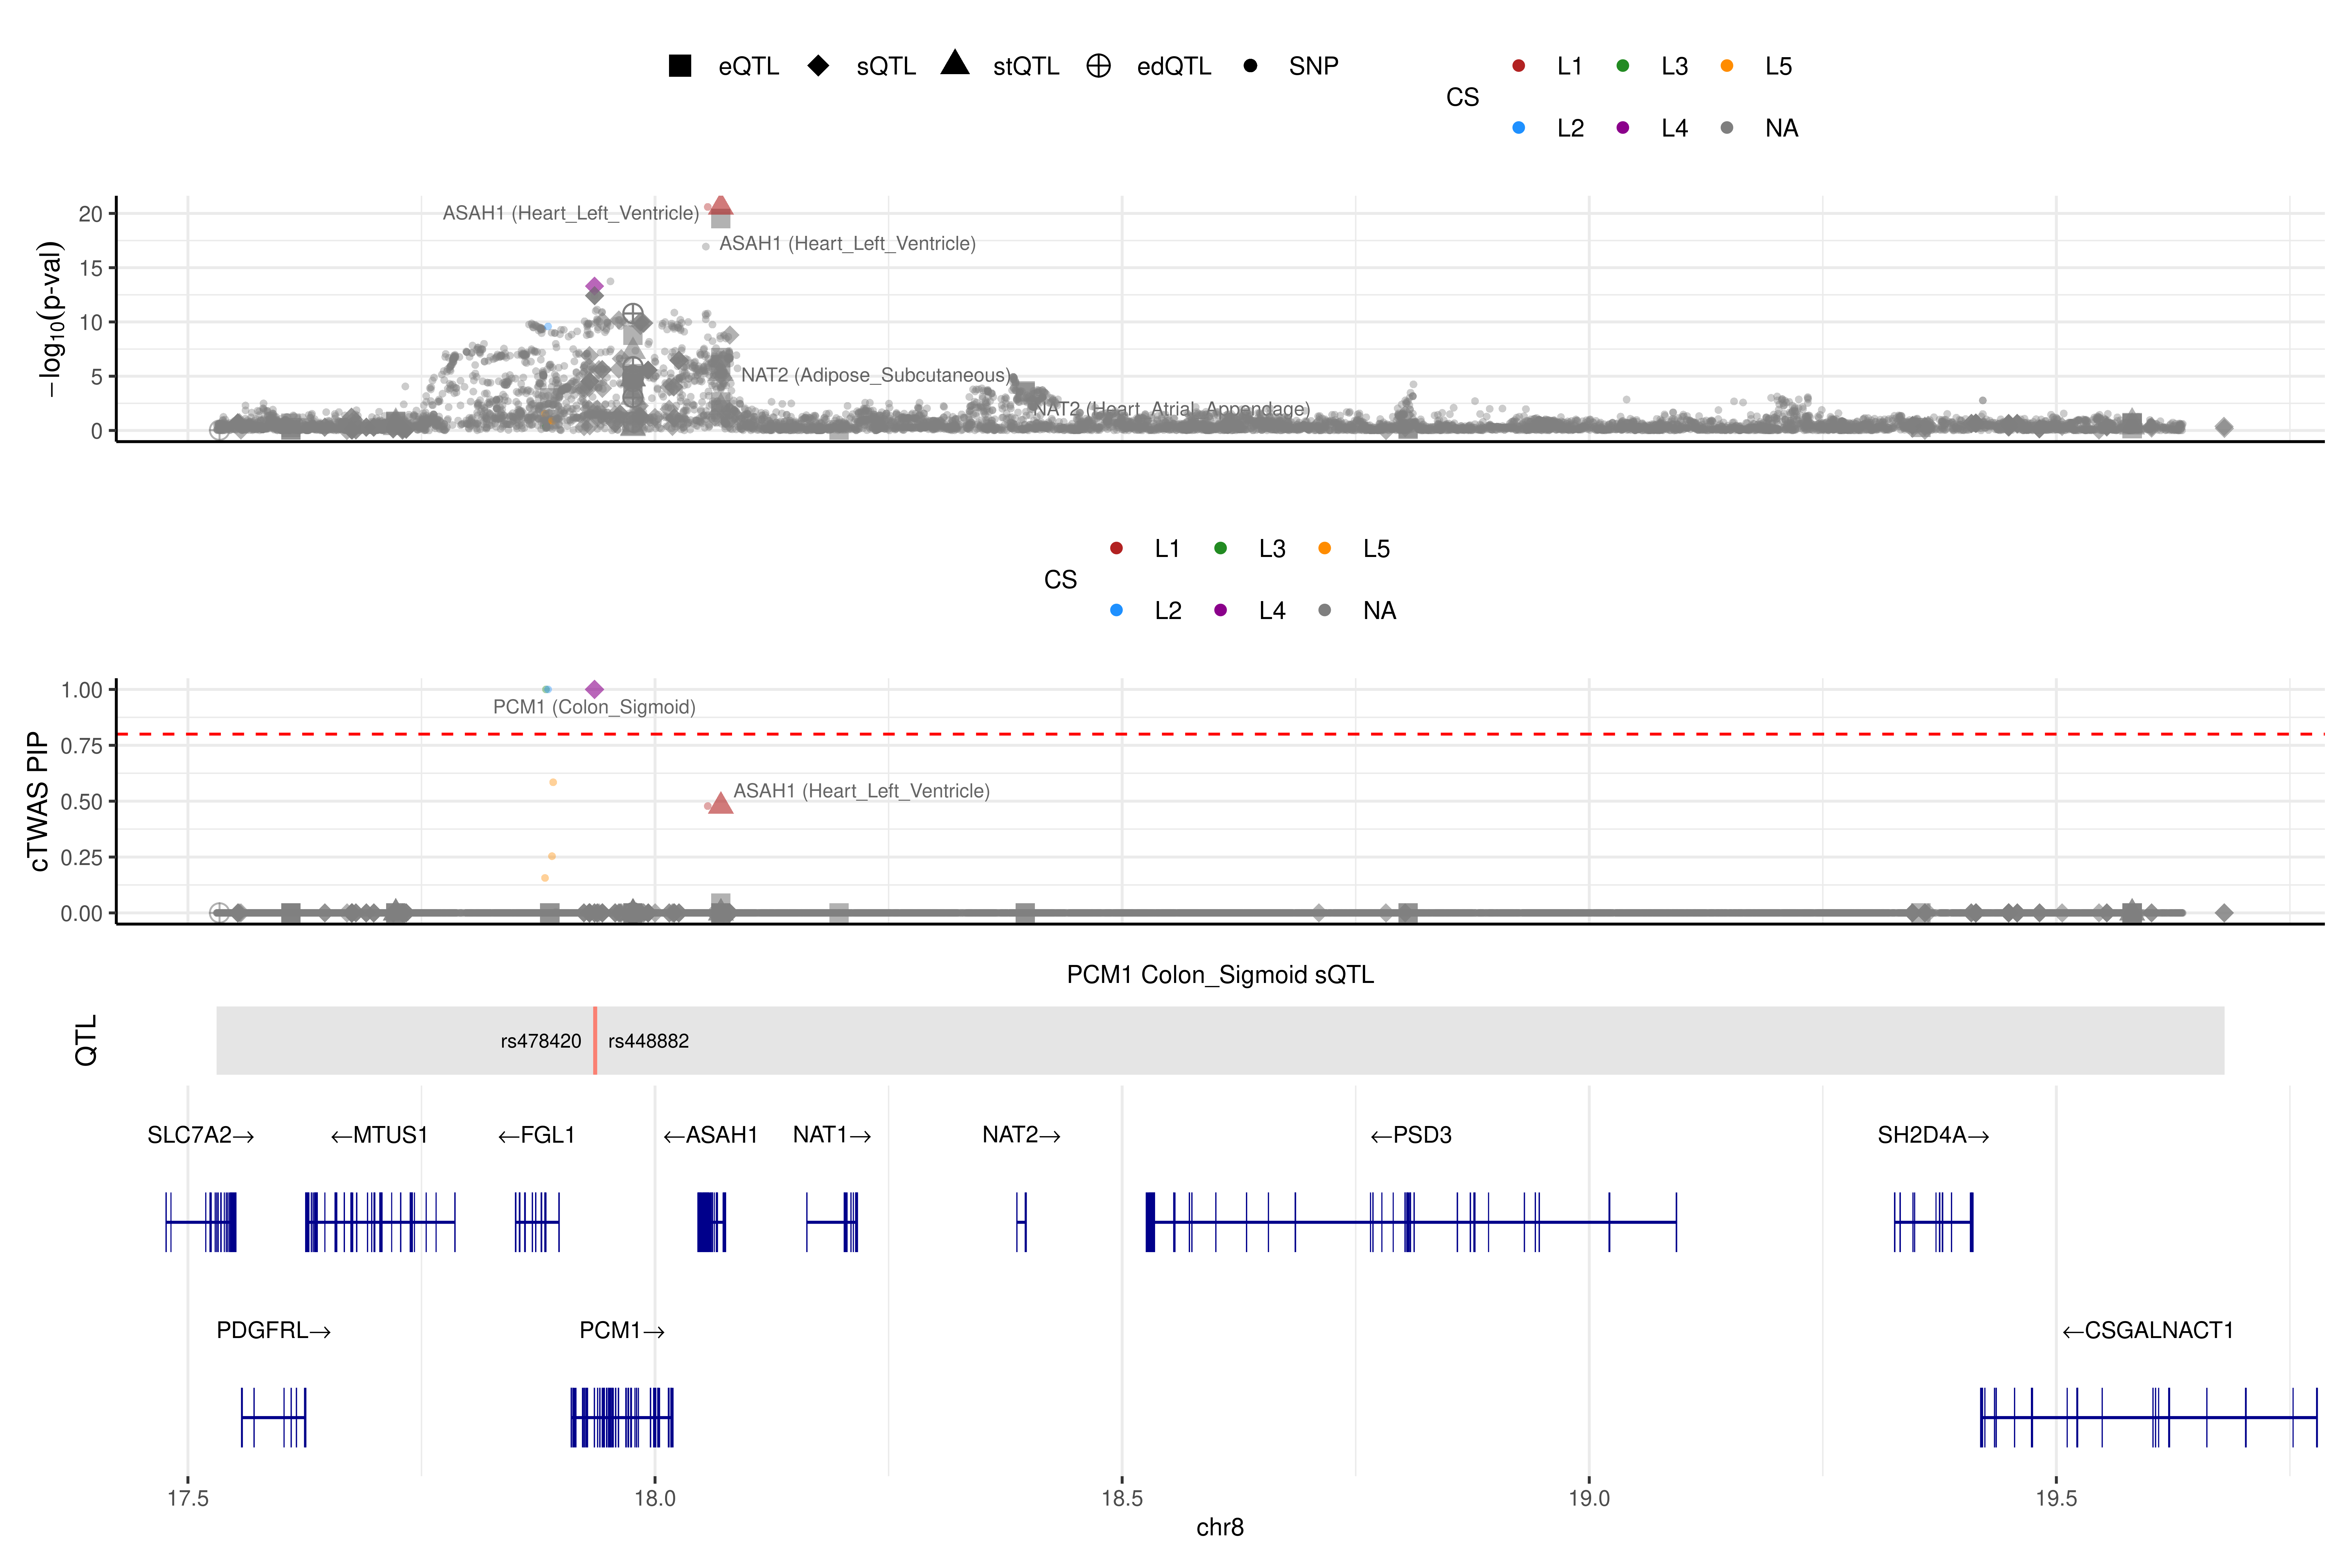 eQTL sQTL stQTL edQTL SNP
CS
L1 L3 L5
L2 L4 NA
−log10(p-val)
20
15
10
5
0
ASAH1 (Heart_Left_Ventricle)
ASAH1 (Heart_Left_Ventricle)
NAT2 (Adipose_Subcutaneous)
NAT2 (Heart_Atrial_Appendage)
CS
L1 L3 L5
L2 L4 NA
cTWAS PIP
1.00
0.75
0.50
0.25
0.00
PCM1 (Colon_Sigmoid)
ASAH1 (Heart_Left_Ventricle)
PCM1 Colon_Sigmoid sQTL
QTL
rs478420 rs448882
SLC7A2→ ←MTUS1 ←FGL1 ←ASAH1 NAT1→ NAT2→ ←PSD3 SH2D4A→
PDGFRL→ PCM1→ ←CSGALNACT1
17.5 18.0 18.5 19.0 19.5
chr8